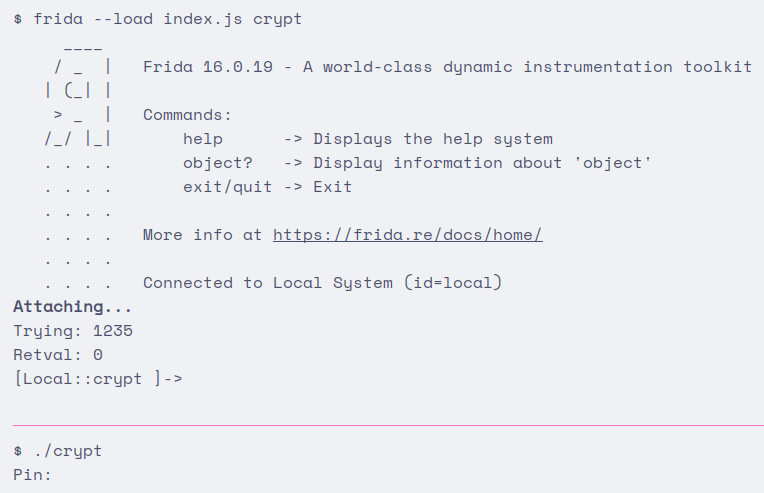 $ frida --load index.js crypt
     ____
    / _  |   Frida 16.0.19 - A world-class dynamic instrumentation toolkit
   | (_| |
    > _  |   Commands:
   /_/ |_|       help      -> Displays the help system
   . . . .       object?   -> Display information about 'object'
   . . . .       exit/quit -> Exit
   . . . .
   . . . .   More info at https://frida.re/docs/home/
   . . . .
   . . . .   Connected to Local System (id=local)
Attaching...
Trying: 1235
Retval: 0
[Local::crypt ]->
$ ./crypt
Pin: